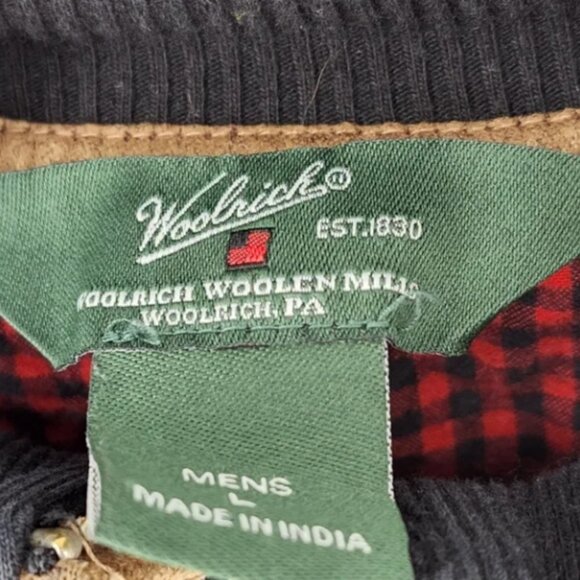 Woolrich®
EST.1830
WOOLRICH WOOLEN MILLS
WOOLRICH, PA
MENS
L
MADE IN INDIA